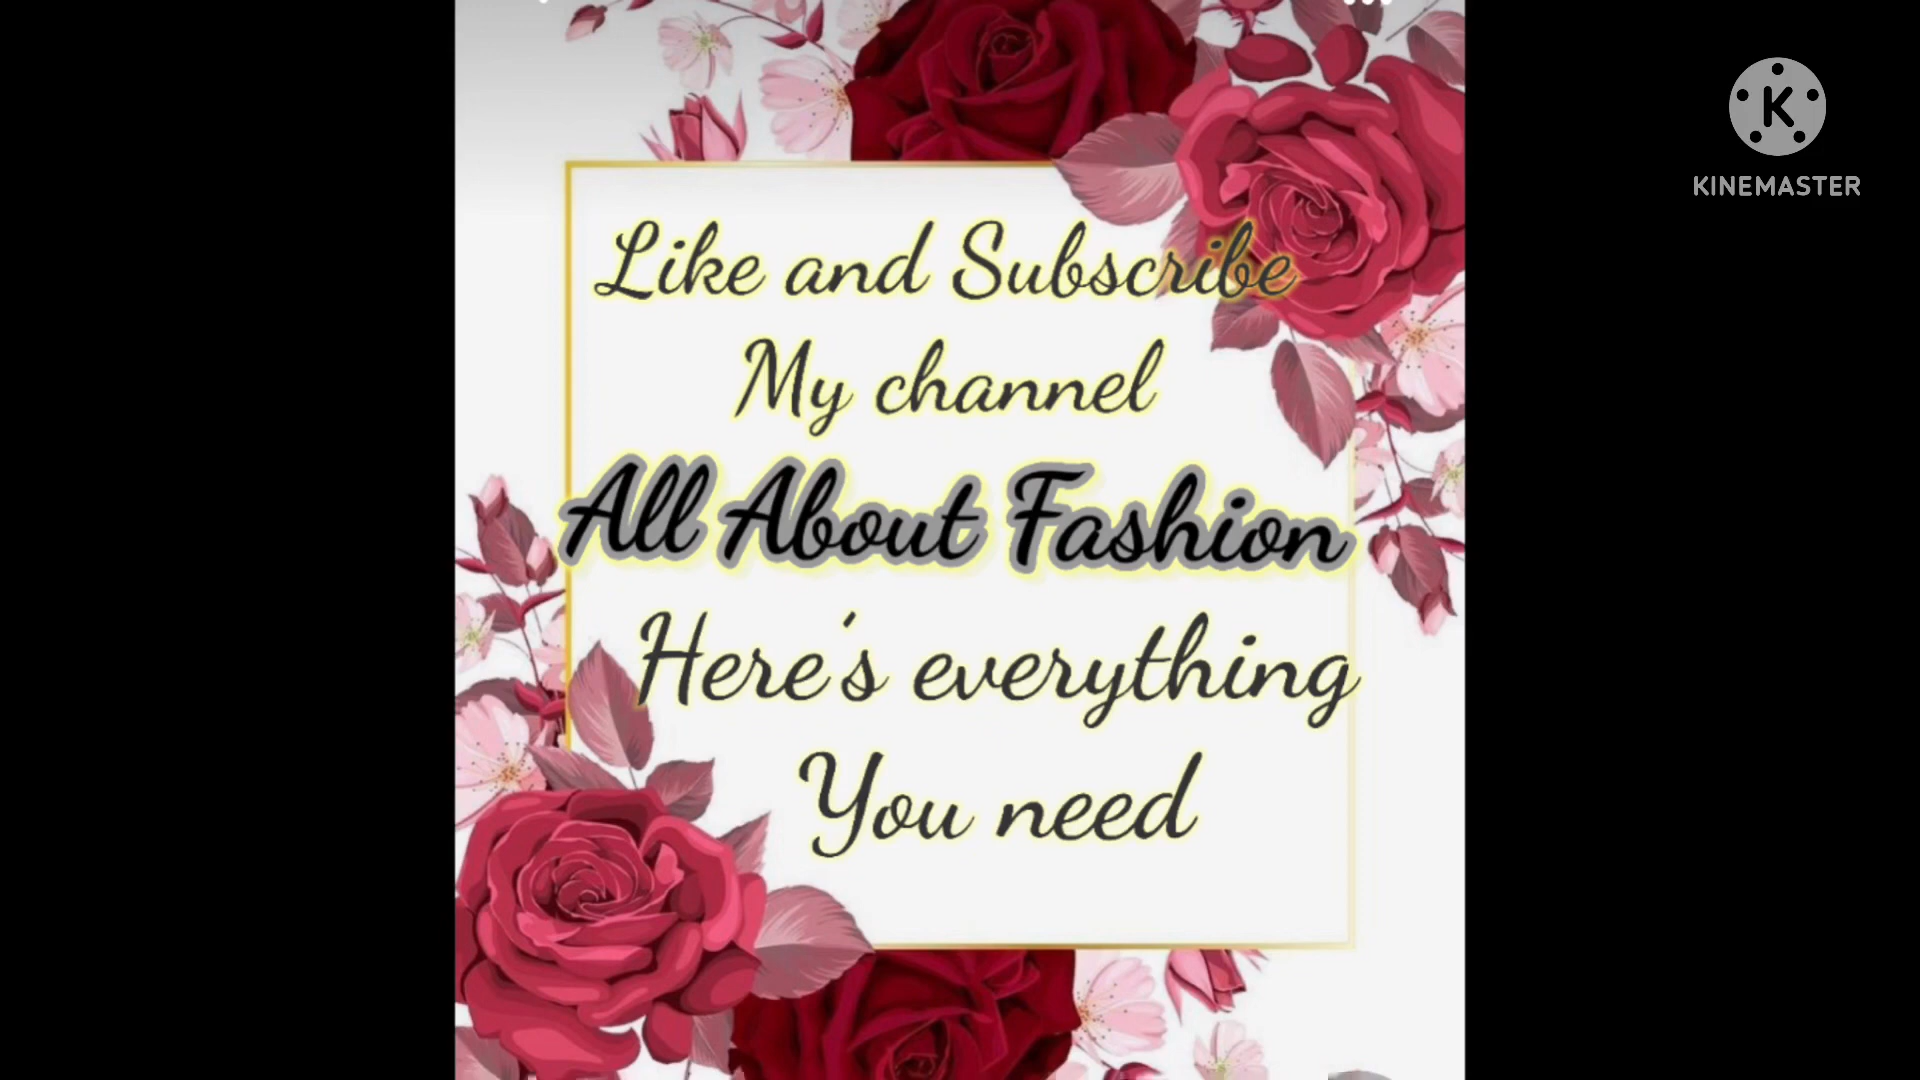 Like and Subscribe
My channel
All About Fashion
Here's everything
You need
K
KINEMASTER